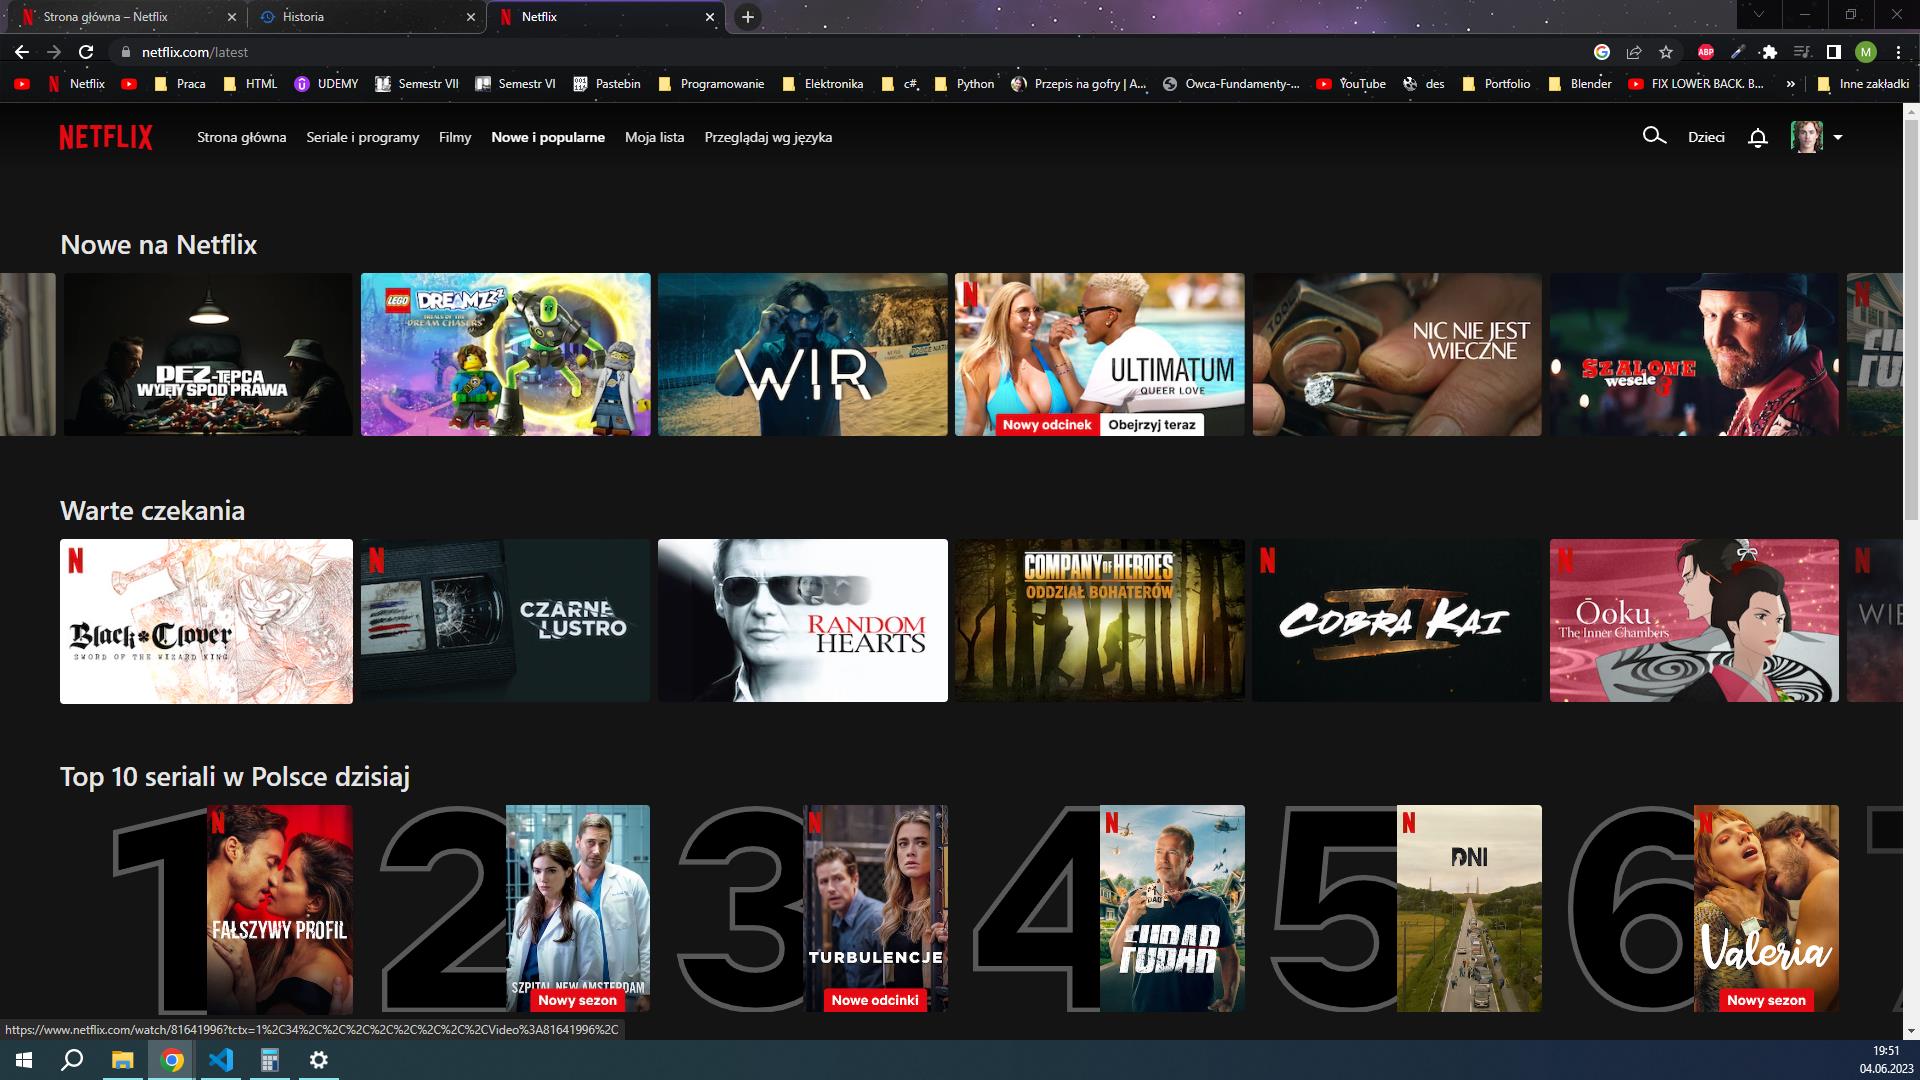 Strona główna – Netflix
Historia
Netflix
netflix.com/latest
ABP
M
Netflix
Praca
HTML
UDEMY
Semestr VII
Semestr VI
Pastebin
Programowanie
Elektronika
c#
Python
Przepis na gofry | A...
Owca-Fundamenty-...
YouTube
des
Portfolio
Blender
FIX LOWER BACK. B...
»
Inne zakładki
NETFLIX
Strona główna
Seriale i programy
Filmy
Nowe i popularne
Moja lista
Przeglądaj wg języka
Dzieci
Nowe na Netflix
DEZ-TĘPCA
WYJĘTY SPOD PRAWA
LEGO DREAMZzz
TRIALS OF THE
DREAM CHASERS
WIR
N
ULTIMATUM
QUEER LOVE
Nowy odcinek
Obejrzyj teraz
NIC NIE JEST
WIECZNE
SZALONE
wesele 3
N
FU
Warte czekania
N
Black Clover
SWORD OF THE WIZARD KING
N
CZARNE
LUSTRO
RANDOM
HEARTS
COMPANY OF HEROES
ODDZIAŁ BOHATERÓW
N
COBRA KAI
VI
N
Ōoku
The Inner Chambers
N
WIE
Top 10 seriali w Polsce dzisiaj
1
N
FAŁSZYWY PROFIL
2
SZPITAL NEW AMSTERDAM
Nowy sezon
3
N
TURBULENCJE
Nowe odcinki
4
N
DAD
FUBAR
5
N
DNI
6
N
Valeria
Nowy sezon
https://www.netflix.com/watch/81641996?tctx=1%2C34%2C%2C%2C%2C%2C%2C%2C%2CVideo%3A81641996%2C
19:51
04.06.2023